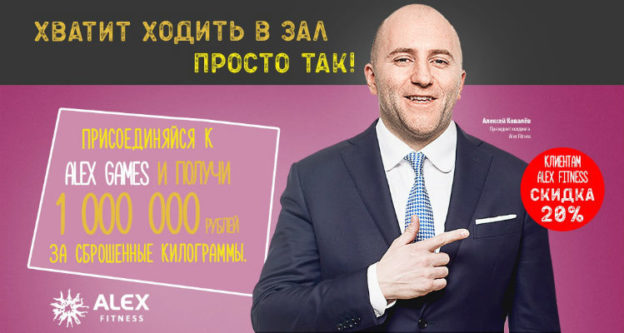 ХВАТИТ ХОДИТЬ В ЗАЛ
ПРОСТО ТАК!
ПРИСОЕДИНЯЙСЯ К
ALEX GAMES И ПОЛУЧИ
1 000 000 РУБЛЕЙ
ЗА СБРОШЕННЫЕ КИЛОГРАММЫ.
Алексей Ковалёв
Президент холдинга
Alex Fitness
КЛИЕНТАМ
ALEX FITNESS
СКИДКА
20%
ALEX
FITNESS